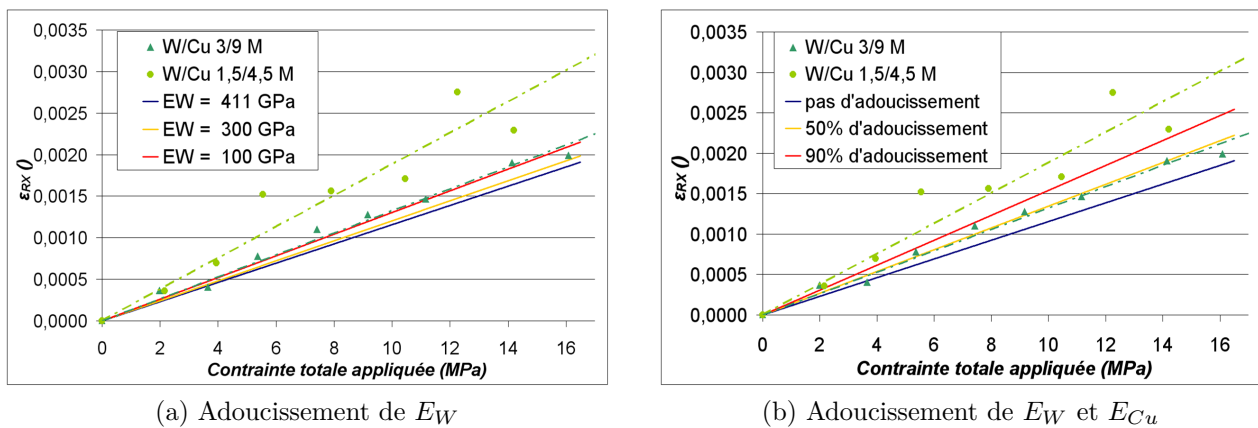 0,0035
0,0030
0,0025
0,0020
0,0015
0,0010
0,0005
0,0000
εRX ()
W/Cu 3/9 M
W/Cu 1,5/4,5 M
EW = 411 GPa
EW = 300 GPa
EW = 100 GPa
0 2 4 6 8 10 12 14 16
Contrainte totale appliquée (MPa)
(a) Adoucissement de EW
0,0035
0,0030
0,0025
0,0020
0,0015
0,0010
0,0005
0,0000
εRX ()
W/Cu 3/9 M
W/Cu 1,5/4,5 M
pas d'adoucissement
50% d'adoucissement
90% d'adoucissement
0 2 4 6 8 10 12 14 16
Contrainte totale appliquée (MPa)
(b) Adoucissement de EW et ECu